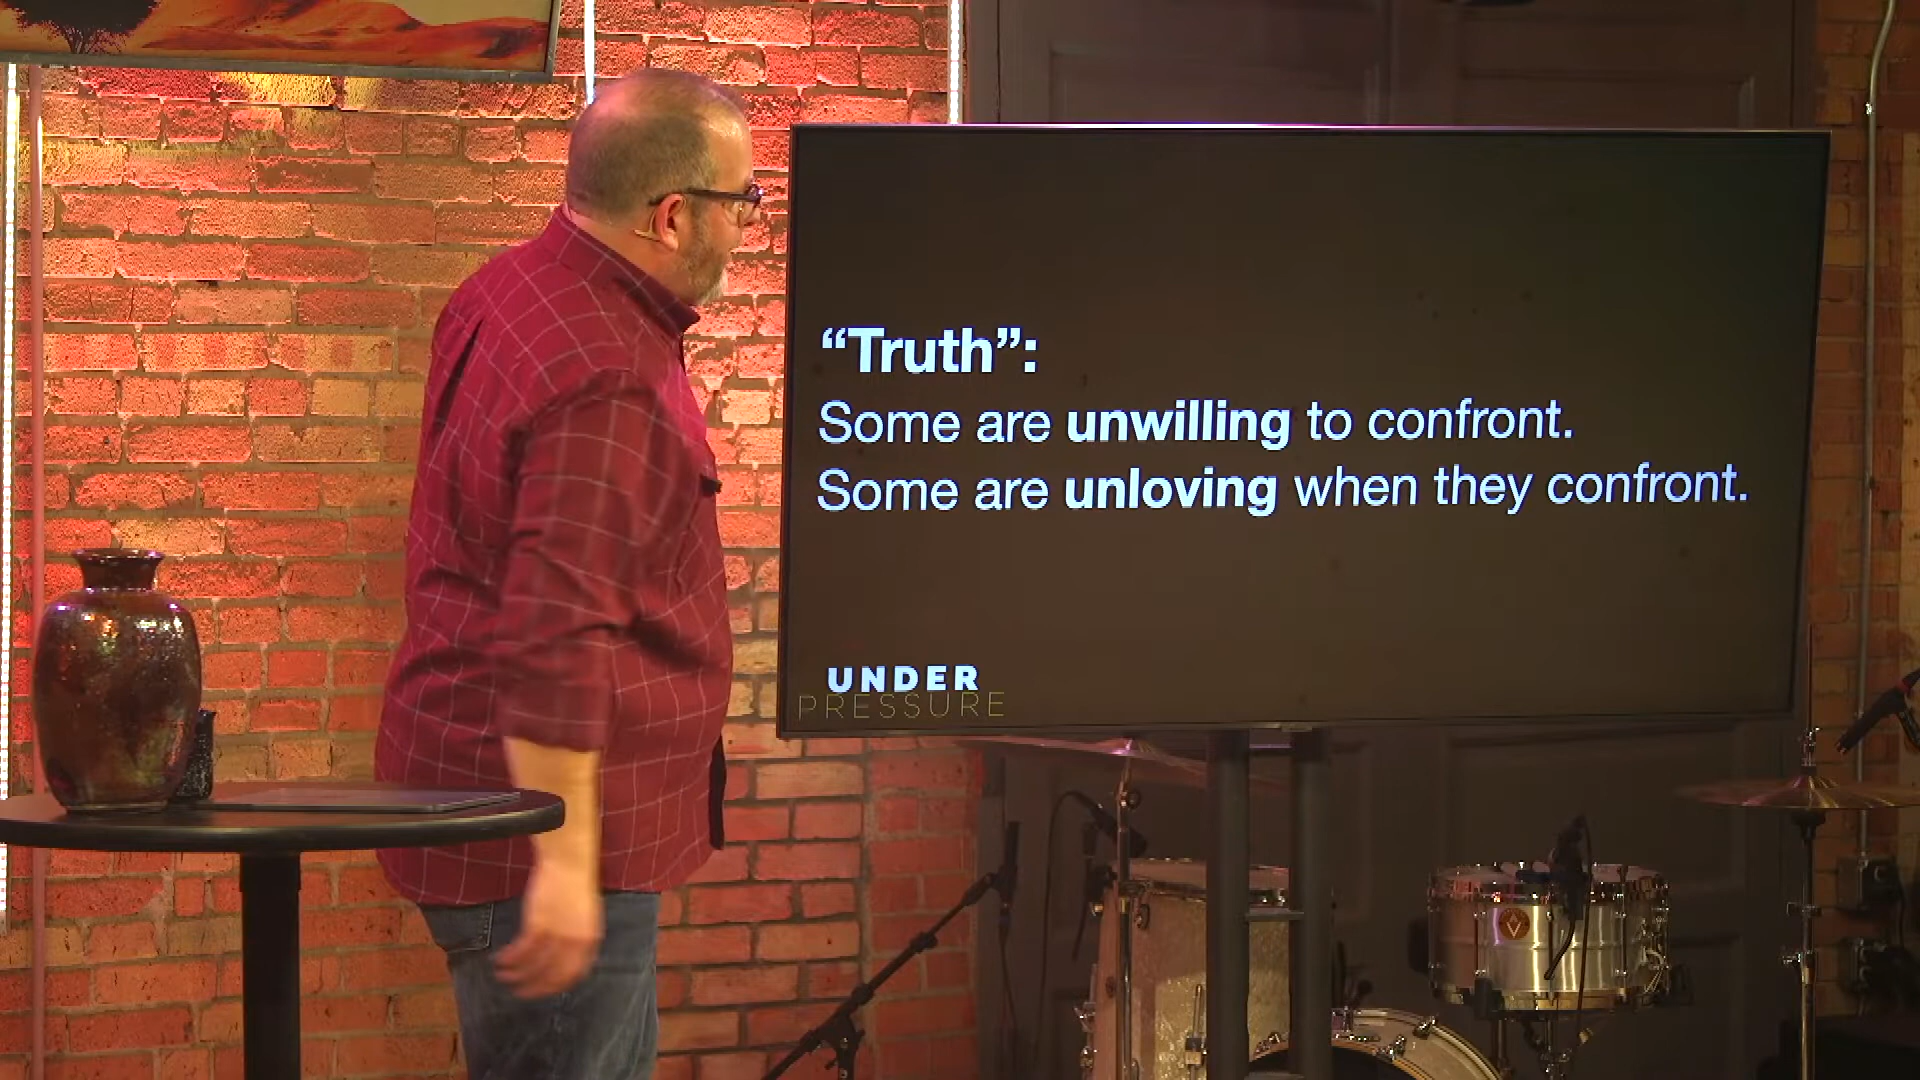 “Truth”:
Some are unwilling to confront.
Some are unloving when they confront.
UNDER
PRESSURE